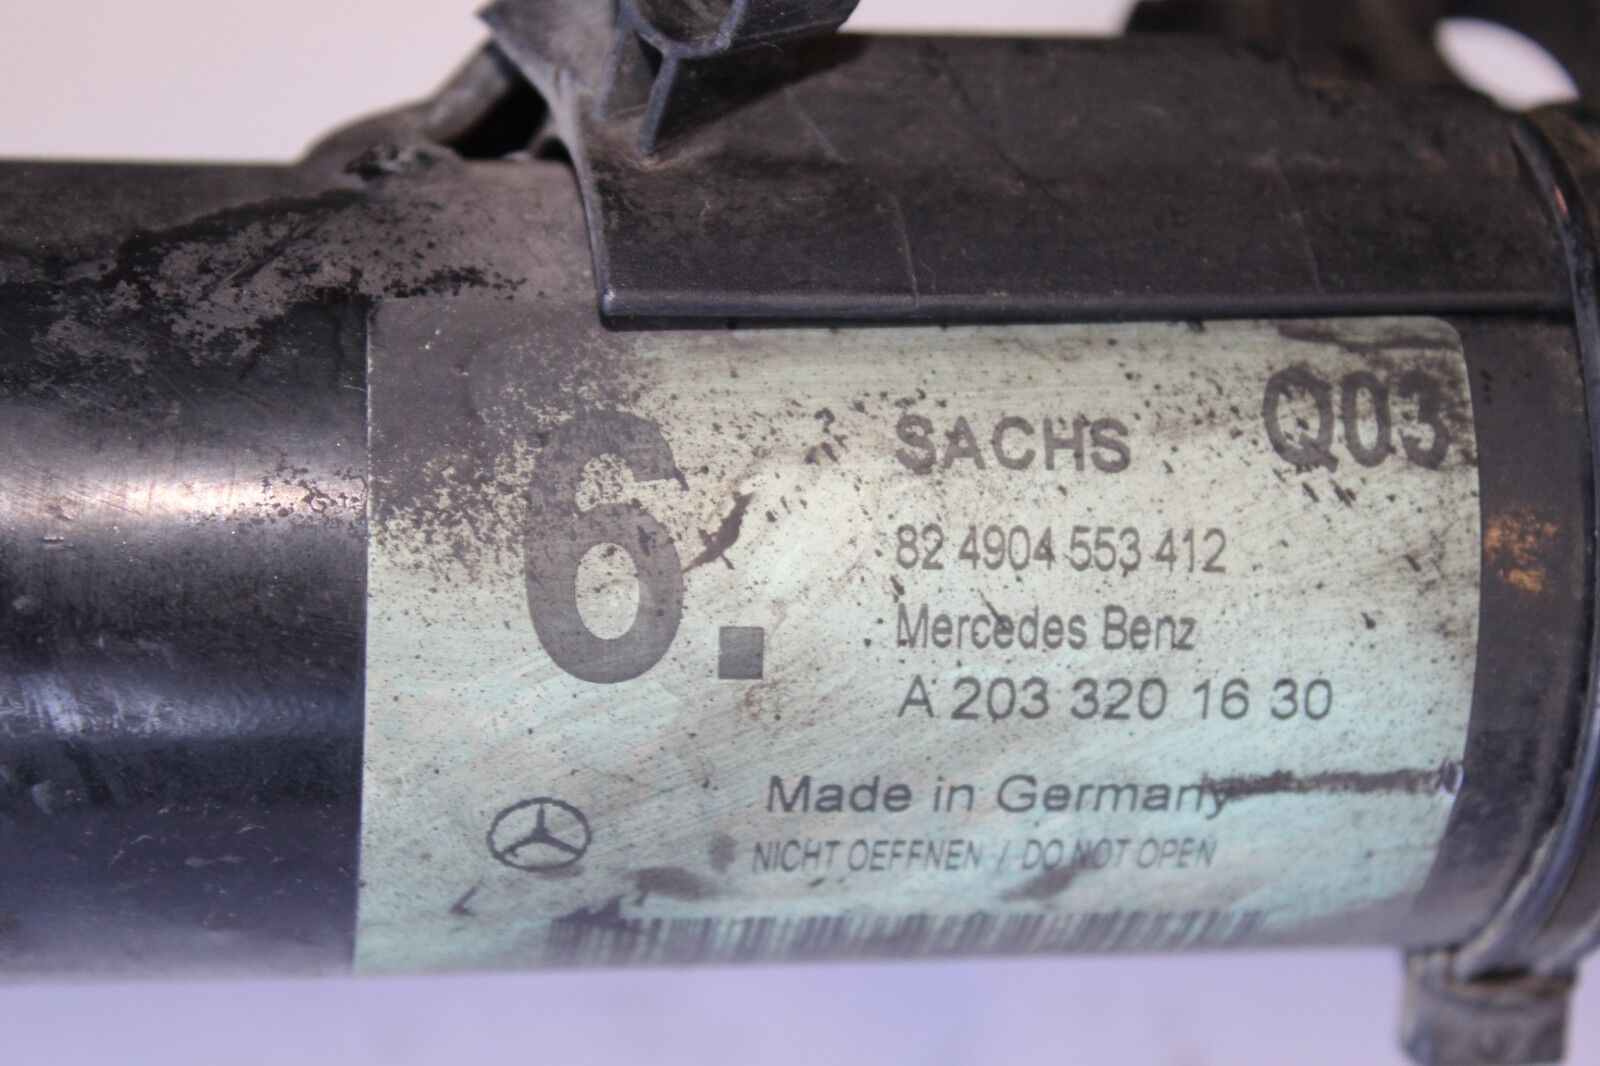 6.
SACHS Q03
82 4904 553 412
Mercedes Benz
A 203 320 16 30
Made in Germany
NICHT OEFFNEN / DO NOT OPEN